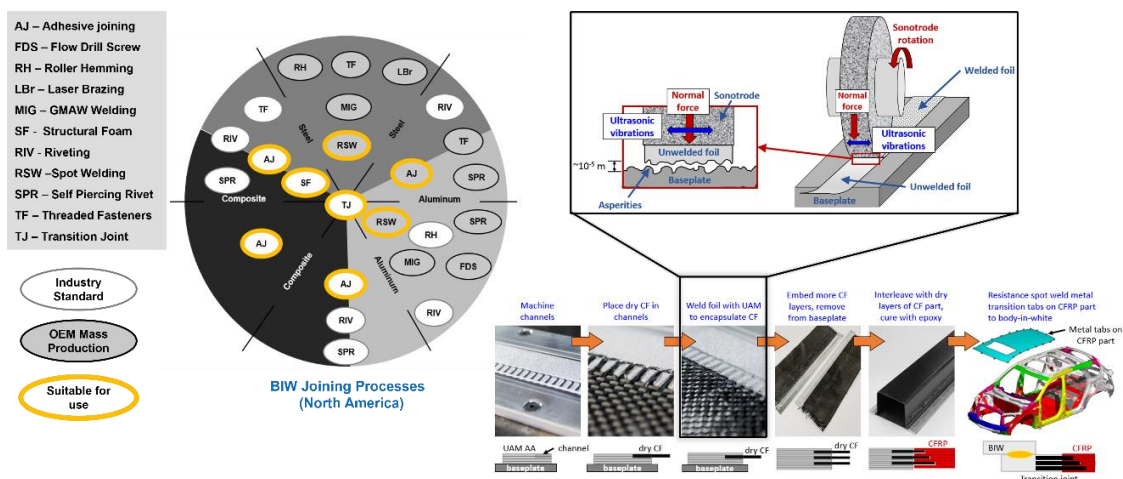 AJ – Adhesive joining
FDS – Flow Drill Screw
RH – Roller Hemming
LBr – Laser Brazing
MIG – GMAW Welding
SF - Structural Foam
RIV - Riveting
RSW –Spot Welding
SPR –Self Piercing Rivet
TF – Threaded Fasteners
TJ – Transition Joint
Industry
Standard
OEM Mass
Production
Suitable for
use
RH
TF
LBr
TF
MIG
RIV
RIV
Steel
Steel
RSW
TF
AJ
SPR
SF
AJ
SPR
Composite
TJ
Aluminum
RSW
SPR
RH
AJ
Composite
Aluminum
MIG
FDS
AJ
RIV
RIV
SPR
BIW Joining Processes
(North America)
Normal
force
Sonotrode
Ultrasonic
vibrations
Unwelded foil
~10⁻⁵ m
Baseplate
Asperities
Sonotrode
rotation
Welded foil
Normal
force
Ultrasonic
vibrations
Unwelded foil
Baseplate
Machine
channels
Place dry CF in
channels
Weld foil with UAM
to encapsulate CF
Embed more CF
layers, remove
from baseplate
Interleave with dry
layers of CF part,
cure with epoxy
Resistance spot weld metal
transition tabs on CFRP part
to body-in-white
Metal tabs on
CFRP part
UAM AA
channel
baseplate
dry CF
baseplate
dry CF
baseplate
dry CF
CFRP
BIW
CFRP
Transition joint